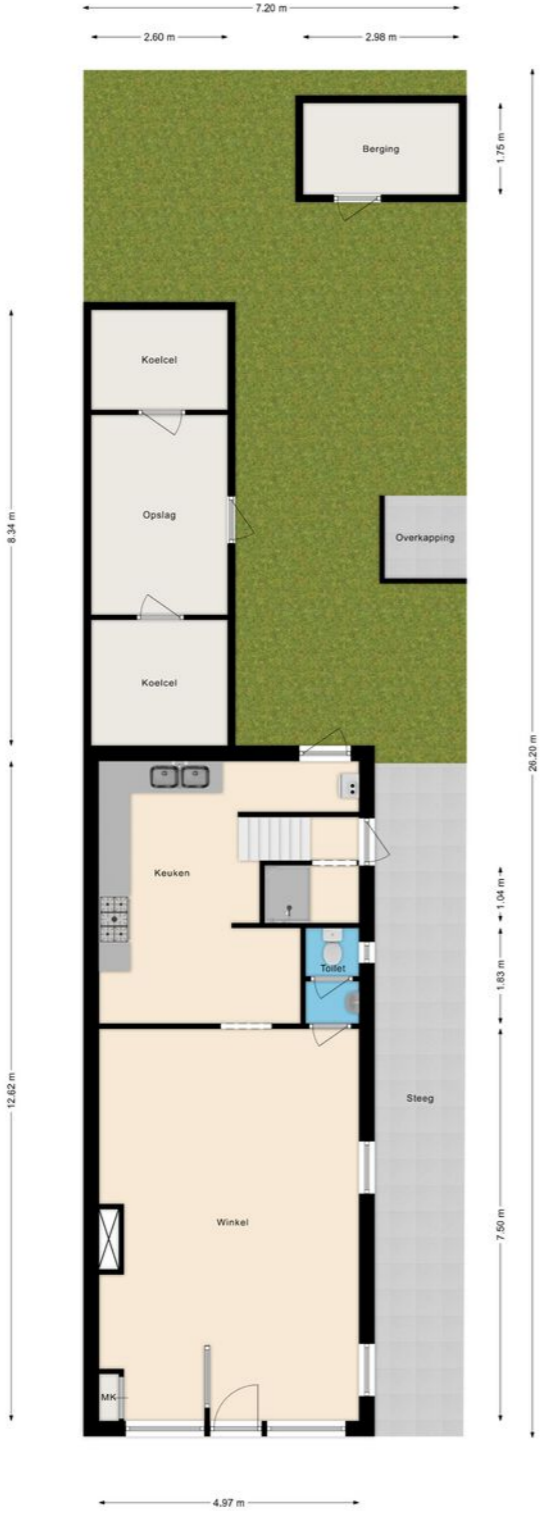 7.20 m
2.60 m
2.98 m
Berging
1.75 m
Koelcel
8.34 m
Opslag
Overkapping
Koelcel
26.20 m
Keuken
1.04 m
Toilet
1.83 m
12.62 m
Steeg
Winkel
7.50 m
MK
4.97 m